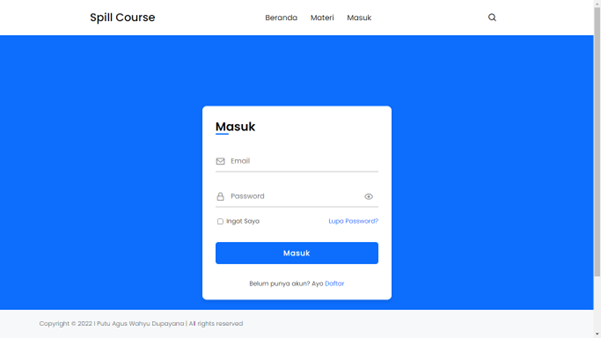 Spill Course
Beranda Materi Masuk
Masuk
Email
Password
Ingat Saya Lupa Password?
Masuk
Belum punya akun? Ayo Daftar
Copyright © 2022 I Putu Agus Wahyu Dupayana | All rights reserved